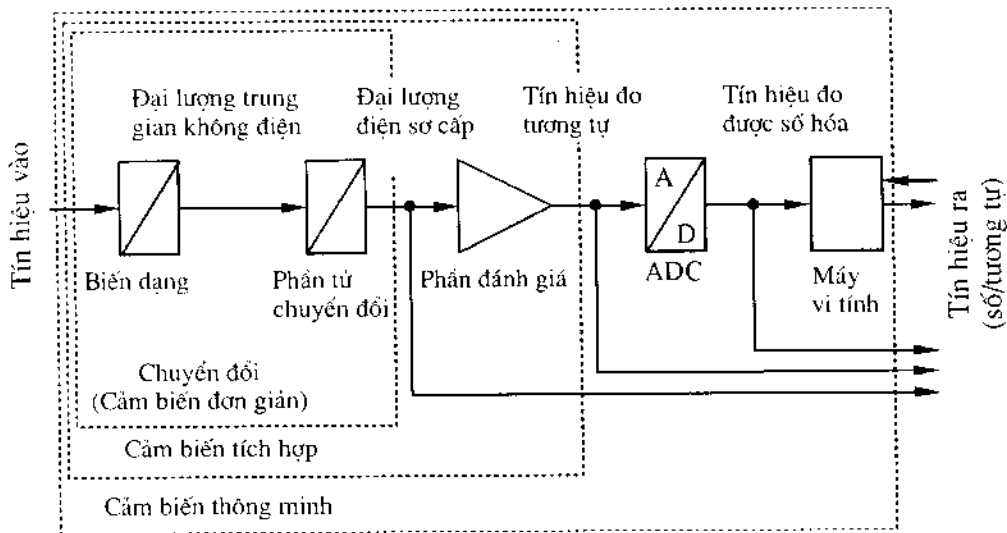 Đại lượng trung
gian không điện
Đại lượng
điện sơ cấp
Tín hiệu đo
tương tự
Tín hiệu đo
được số hóa
Tín hiệu vào
A
D
Biến dạng
Phần tử
chuyển đổi
Phần đánh giá
ADC
Máy
vi tính
Tín hiệu ra
(số/tương tự)
Chuyển đổi
(Cảm biến đơn giản)
Cảm biến tích hợp
Cảm biến thông minh